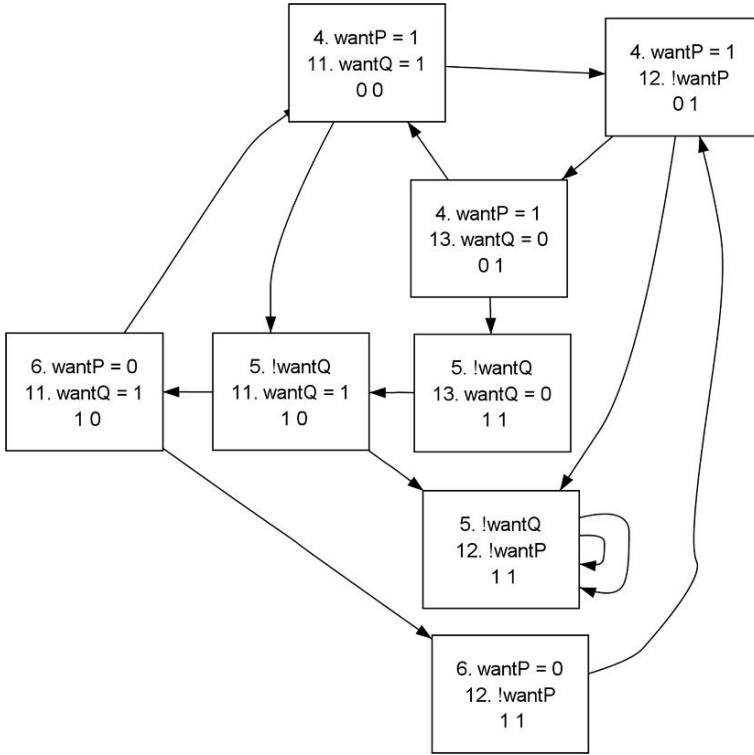 4. wantP = 1
11. wantQ = 1
0 0
4. wantP = 1
12. !wantP
0 1
4. wantP = 1
13. wantQ = 0
0 1
6. wantP = 0
11. wantQ = 1
1 0
5. !wantQ
11. wantQ = 1
1 0
5. !wantQ
13. wantQ = 0
1 1
5. !wantQ
12. !wantP
1 1
6. wantP = 0
12. !wantP
1 1